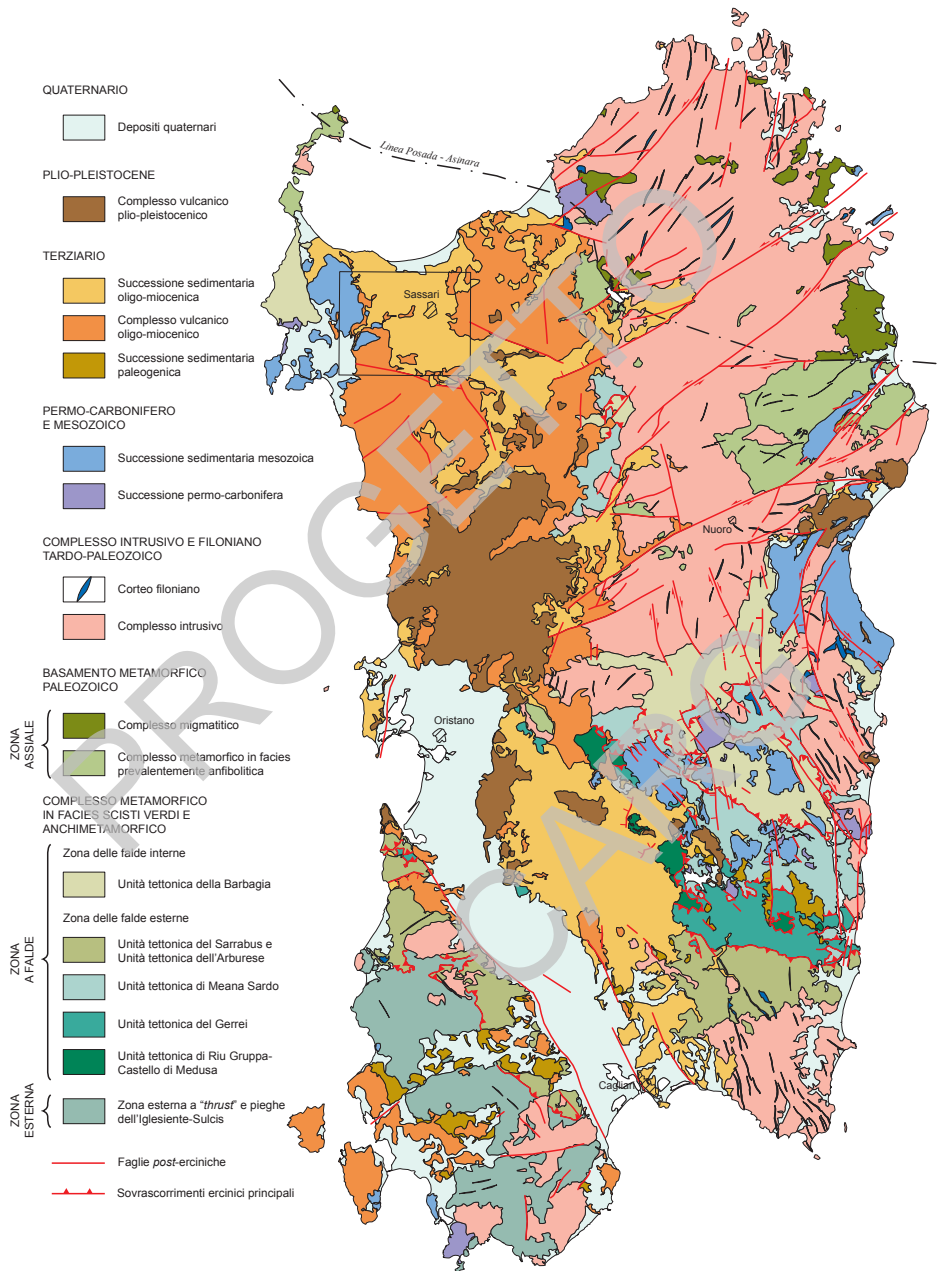 QUATERNARIO
Depositi quaternari
PLIO-PLEISTOCENE
Complesso vulcanico
plio-pleistocenico
TERZIARIO
Successione sedimentaria
oligo-miocenica
Complesso vulcanico
oligo-miocenico
Successione sedimentaria
paleogenica
PERMO-CARBONIFERO
E MESOZOICO
Successione sedimentaria mesozoica
Successione permo-carbonifera
COMPLESSO INTRUSIVO E FILONIANO
TARDO-PALEOZOICO
Corteo filoniano
Complesso intrusivo
BASAMENTO METAMORFICO
PALEOZOICO
ZONA
ASSIALE
Complesso migmatitico
Complesso metamorfico in facies
prevalentemente anfibolitica
COMPLESSO METAMORFICO
IN FACIES SCISTI VERDI E
ANCHIMETAMORFICO
ZONA
A FALDE
Zona delle falde interne
Unità tettonica della Barbagia
Zona delle falde esterne
Unità tettonica del Sarrabus e
Unità tettonica dell'Arburese
Unità tettonica di Meana Sardo
Unità tettonica del Gerrei
Unità tettonica di Riu Gruppa-
Castello di Medusa
ZONA
ESTERNA
Zona esterna a "thrust" e pieghe
dell'Iglesiente-Sulcis
Faglie post-erciniche
Sovrascorrimenti ercinici principali
Linea Posada - Asinara
Sassari
Nuoro
Oristano
Cagliari
PROGETTO
CARG